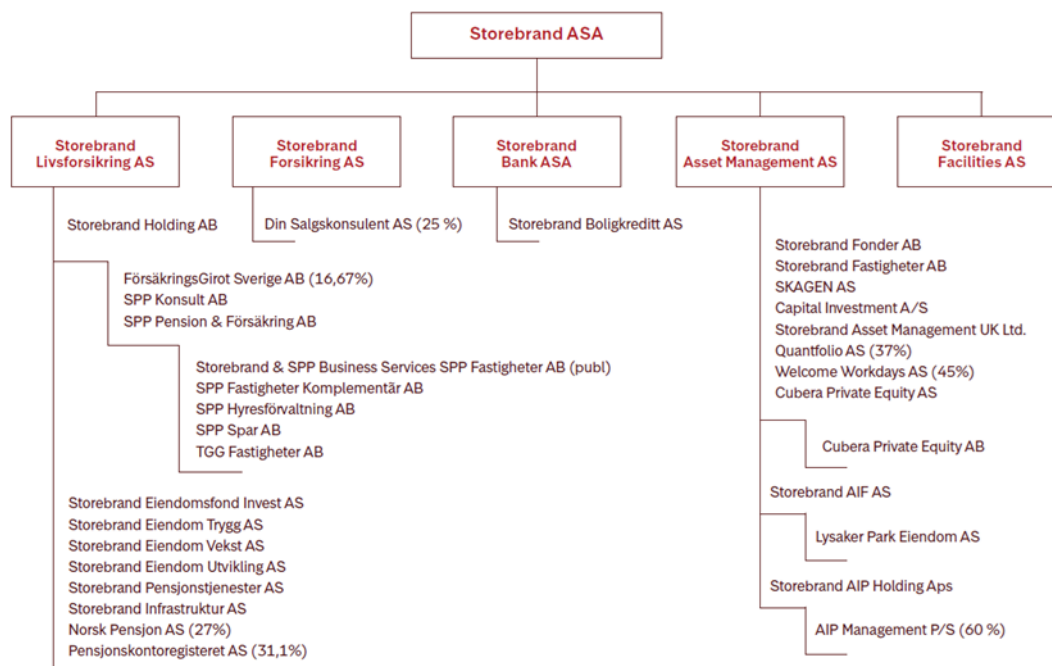 Storebrand ASA
Storebrand
Livsforsikring AS
Storebrand
Forsikring AS
Storebrand
Bank ASA
Storebrand
Asset Management AS
Storebrand
Facilities AS
Storebrand Holding AB
FörsäkringsGirot Sverige AB (16,67%)
SPP Konsult AB
SPP Pension & Försäkring AB
Storebrand & SPP Business Services SPP Fastigheter AB (publ)
SPP Fastigheter Komplementär AB
SPP Hyresförvaltning AB
SPP Spar AB
TGG Fastigheter AB
Storebrand Eiendomsfond Invest AS
Storebrand Eiendom Trygg AS
Storebrand Eiendom Vekst AS
Storebrand Eiendom Utvikling AS
Storebrand Pensjonstjenester AS
Storebrand Infrastruktur AS
Norsk Pensjon AS (27%)
Pensjonskontoregisteret AS (31,1%)
Din Salgskonsulent AS (25 %)
Storebrand Boligkreditt AS
Storebrand Fonder AB
Storebrand Fastigheter AB
SKAGEN AS
Capital Investment A/S
Storebrand Asset Management UK Ltd.
Quantfolio AS (37%)
Welcome Workdays AS (45%)
Cubera Private Equity AS
Cubera Private Equity AB
Storebrand AIF AS
Lysaker Park Eiendom AS
Storebrand AIP Holding Aps
AIP Management P/S (60 %)